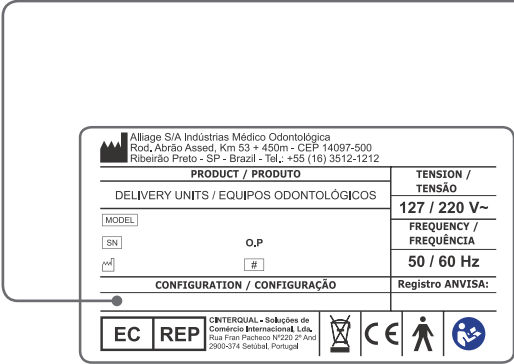 Alliage S/A Indústrias Médico Odontológica
Rod. Abrão Assed, Km 53 + 450m - CEP 14097-500
Ribeirão Preto - SP - Brazil - Tel.: +55 (16) 3512-1212
PRODUCT / PRODUTO
DELIVERY UNITS / EQUIPOS ODONTOLÓGICOS
MODEL
SN
O.P
#
CONFIGURATION / CONFIGURAÇÃO
TENSION /
TENSÃO
127 / 220 V~
FREQUENCY /
FREQUÊNCIA
50 / 60 Hz
Registro ANVISA:
EC REP
CINTERQUAL - Soluções de
Comércio Internacional, Lda.
Rua Fran Pacheco Nº220 2º And
2900-374 Setúbal, Portugal
CE